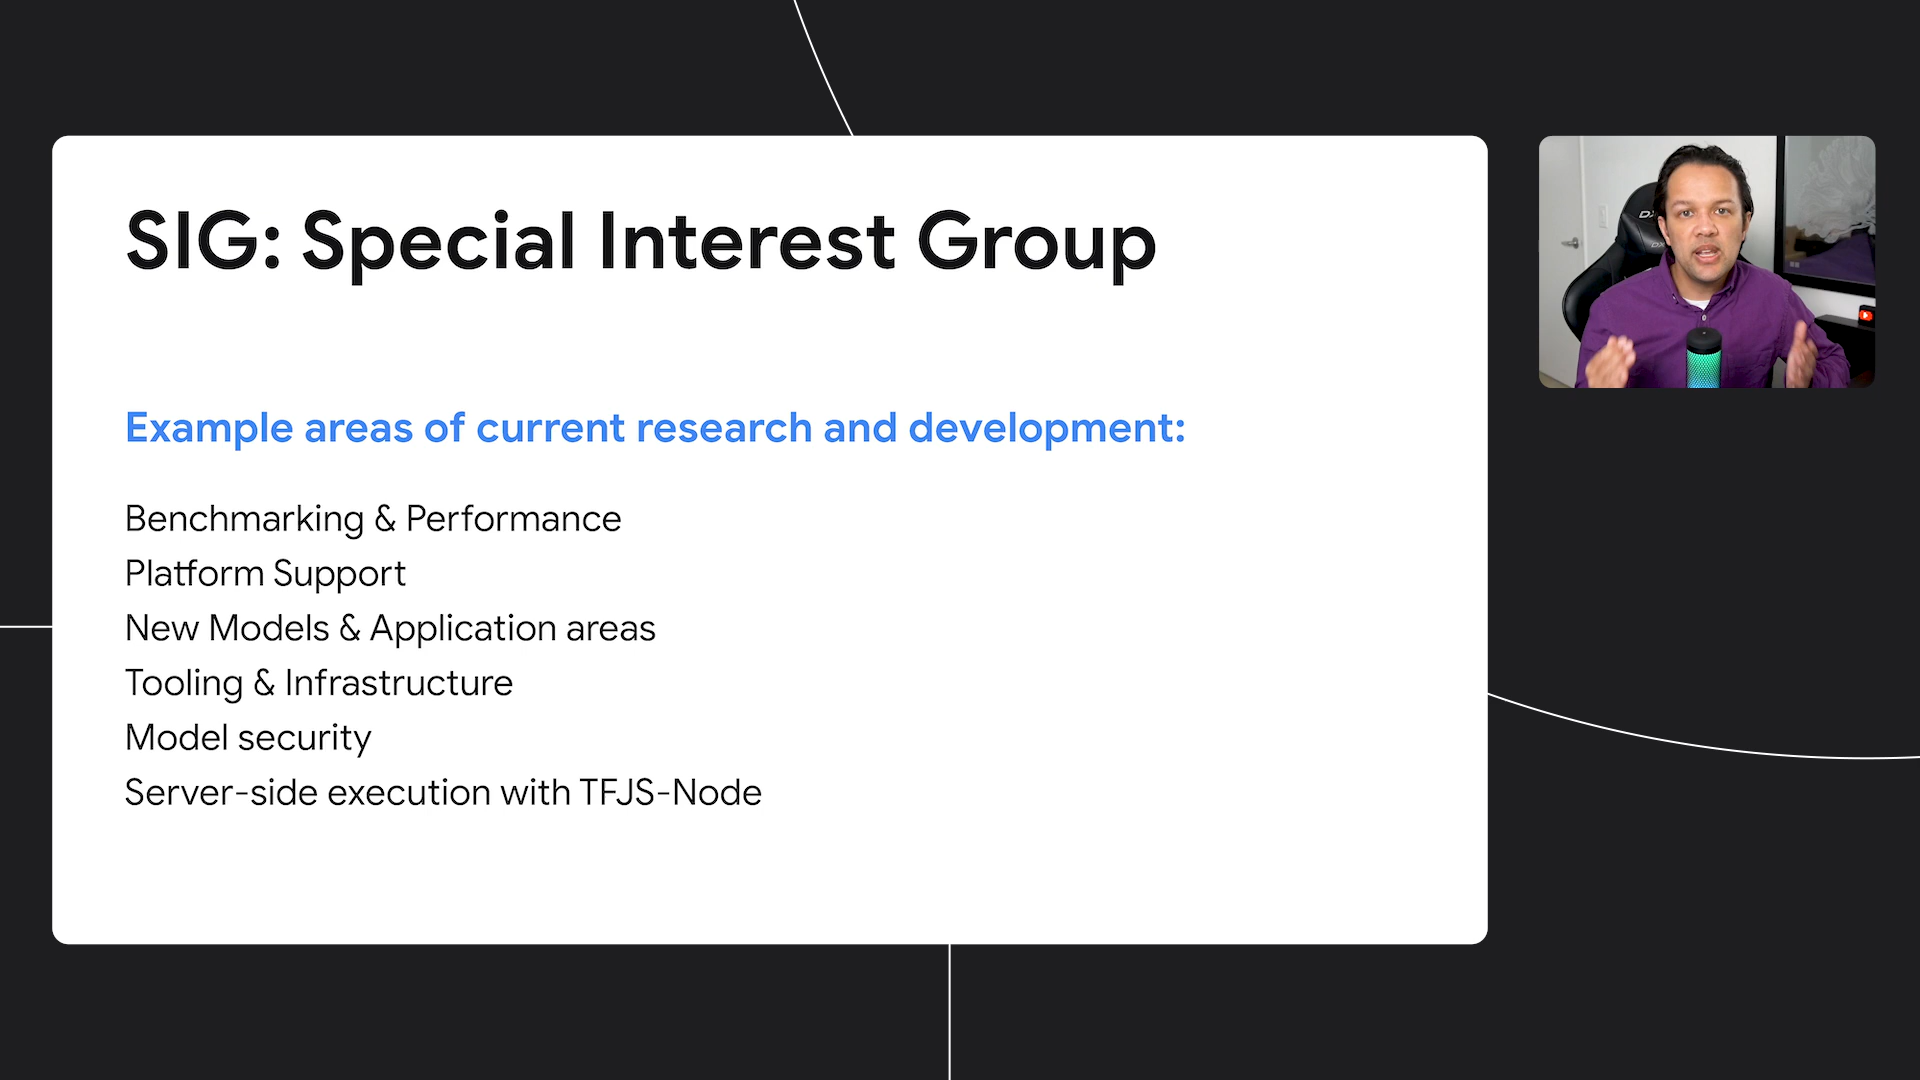 SIG: Special Interest Group
Example areas of current research and development:
Benchmarking & Performance
Platform Support
New Models & Application areas
Tooling & Infrastructure
Model security
Server-side execution with TFJS-Node